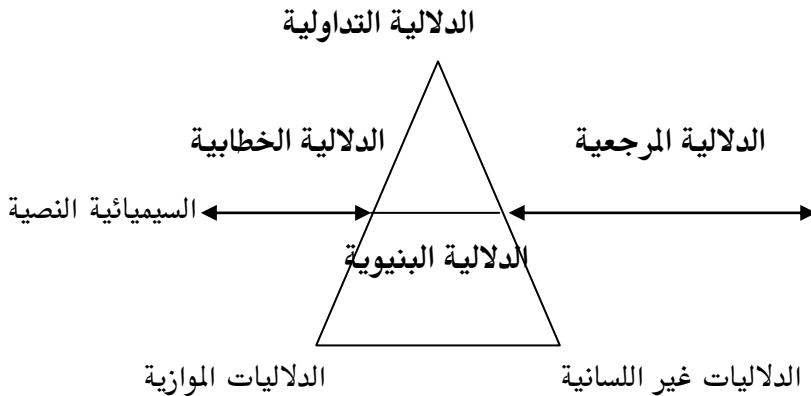 الدلالية التداولية
الدلالية المرجعية
الدلالية الخطابية
السيميائية النصية
الدلالية البنيوية
الدلاليات غير اللسانية
الدلاليات الموازية